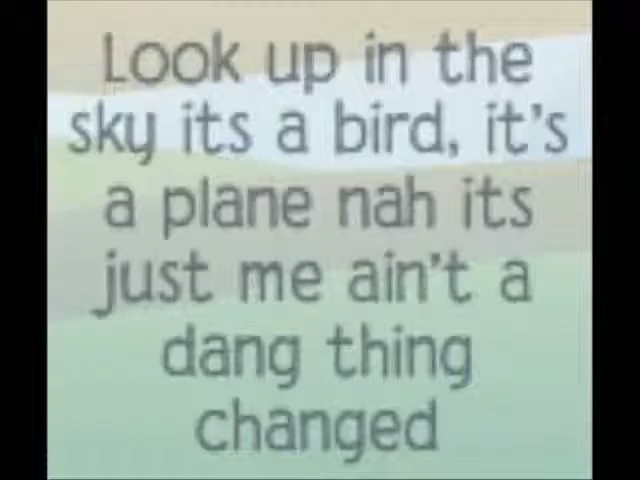 Look up in the
sky its a bird, it's
a plane nah its
just me ain't a
dang thing
changed